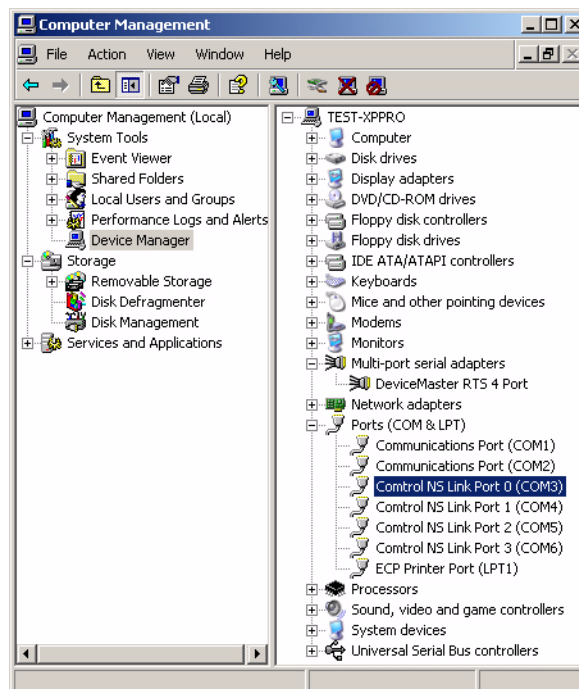 Computer Management
File Action View Window Help
Computer Management (Local)
System Tools
Event Viewer
Shared Folders
Local Users and Groups
Performance Logs and Alerts
Device Manager
Storage
Removable Storage
Disk Defragmenter
Disk Management
Services and Applications
TEST-XPPRO
Computer
Disk drives
Display adapters
DVD/CD-ROM drives
Floppy disk controllers
Floppy disk drives
IDE ATA/ATAPI controllers
Keyboards
Mice and other pointing devices
Modems
Monitors
Multi-port serial adapters
DeviceMaster RTS 4 Port
Network adapters
Ports (COM & LPT)
Communications Port (COM1)
Communications Port (COM2)
Comtrol NS Link Port 0 (COM3)
Comtrol NS Link Port 1 (COM4)
Comtrol NS Link Port 2 (COM5)
Comtrol NS Link Port 3 (COM6)
ECP Printer Port (LPT1)
Processors
Sound, video and game controllers
System devices
Universal Serial Bus controllers